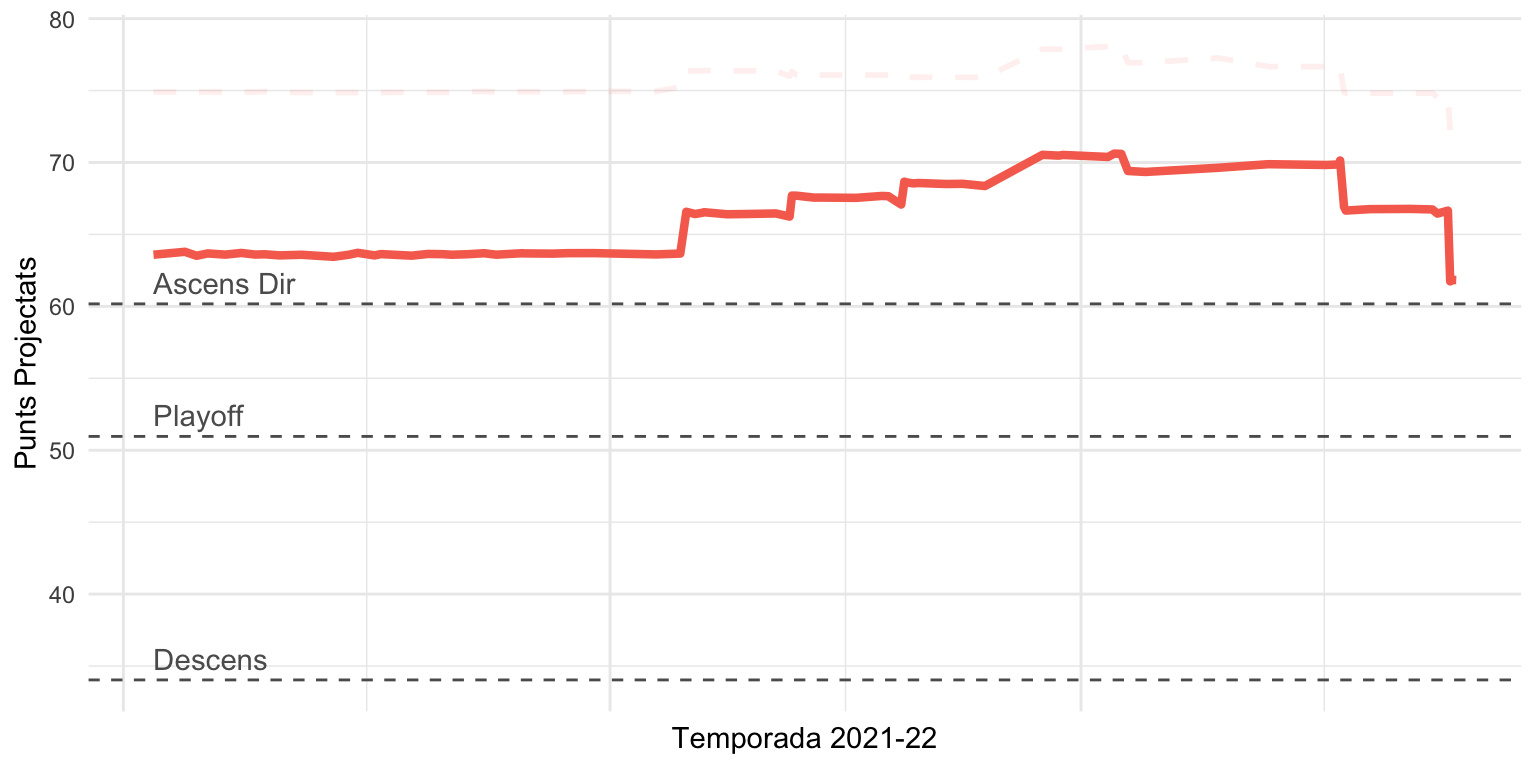 80
70
60
50
40
Punts Projectats
Ascens Dir
Playoff
Descens
Temporada 2021-22